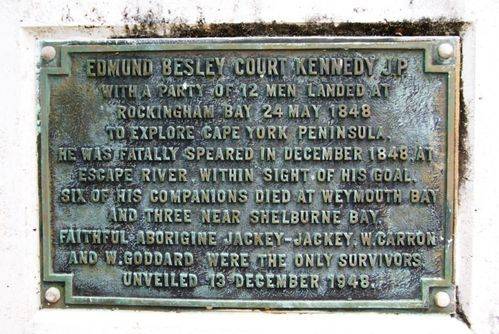 EDMUND BESLEY COURT KENNEDY J.P.
WITH A PARTY OF 12 MEN LANDED AT
ROCKINGHAM BAY 24 MAY 1848
TO EXPLORE CAPE YORK PENINSULA.
HE WAS FATALLY SPEARED IN DECEMBER 1848, AT
ESCAPE RIVER, WITHIN SIGHT, OF HIS GOAL.
SIX OF HIS COMPANIONS DIED AT WEYMOUTH BAY
AND THREE NEAR SHELBURNE BAY.
FAITHFUL ABORIGINE JACKEY-JACKEY, W. CARRON
AND W. GODDARD WERE THE ONLY SURVIVORS
UNVEILED 13 DECEMBER 1948.